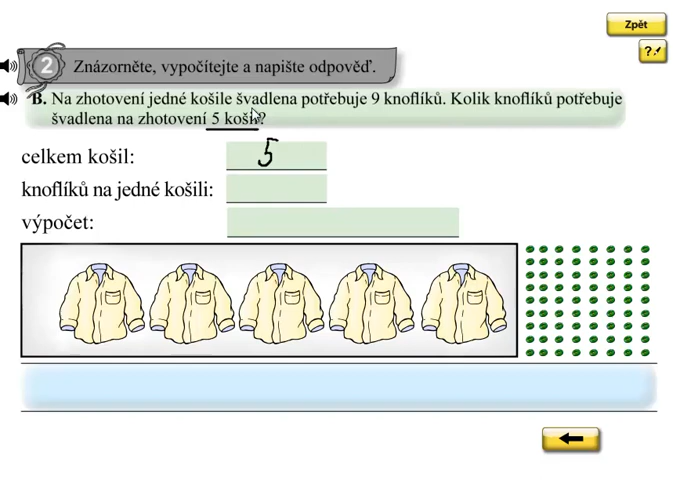 Zpět
?
2 Znázorněte, vypočítejte a napište odpověď.
B. Na zhotovení jedné košile švadlena potřebuje 9 knoflíků. Kolik knoflíků potřebuje
švadlena na zhotovení 5 košil?
celkem košil: 5
knoflíků na jedné košili:
výpočet: